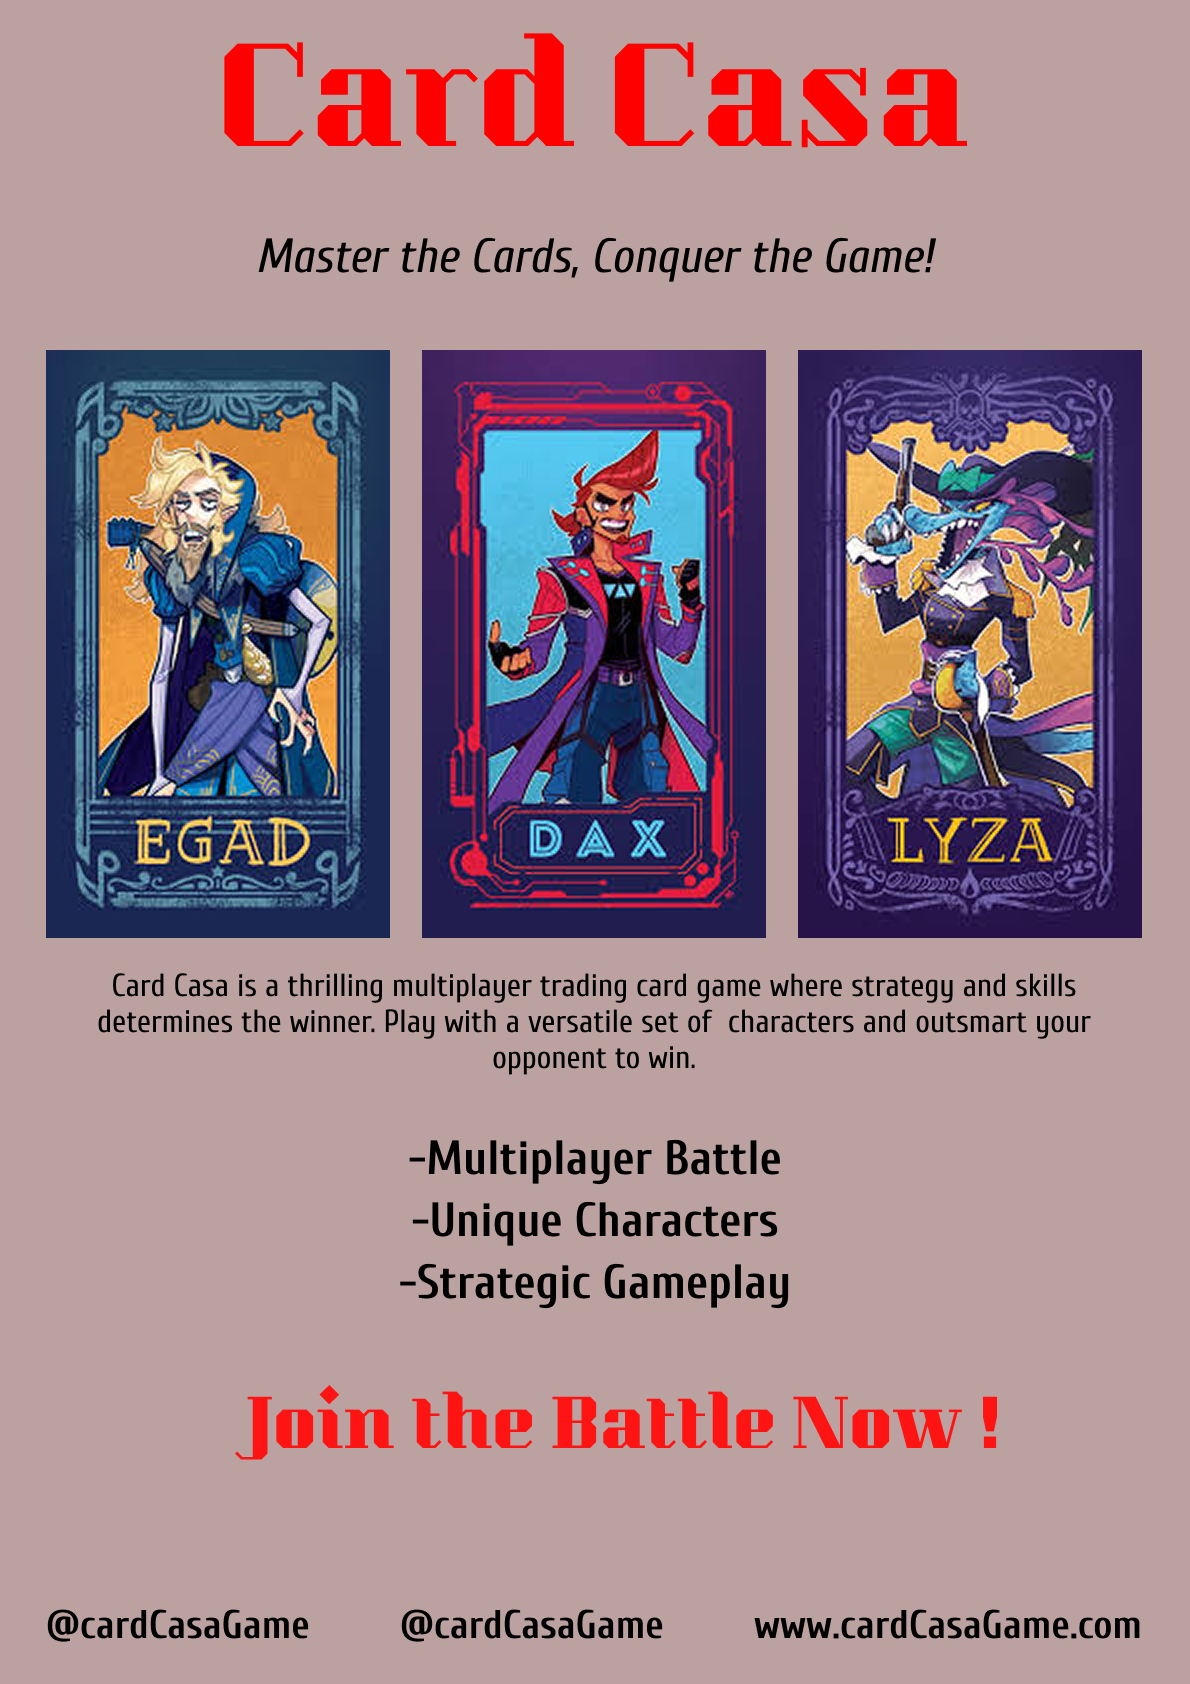 Card Casa
Master the Cards, Conquer the Game!
EGAD
DAX
LYZA
Card Casa is a thrilling multiplayer trading card game where strategy and skills
determines the winner. Play with a versatile set of  characters and outsmart your
opponent to win.
-Multiplayer Battle
-Unique Characters
-Strategic Gameplay
Join the Battle Now !
@cardCasaGame
@cardCasaGame
www.cardCasaGame.com